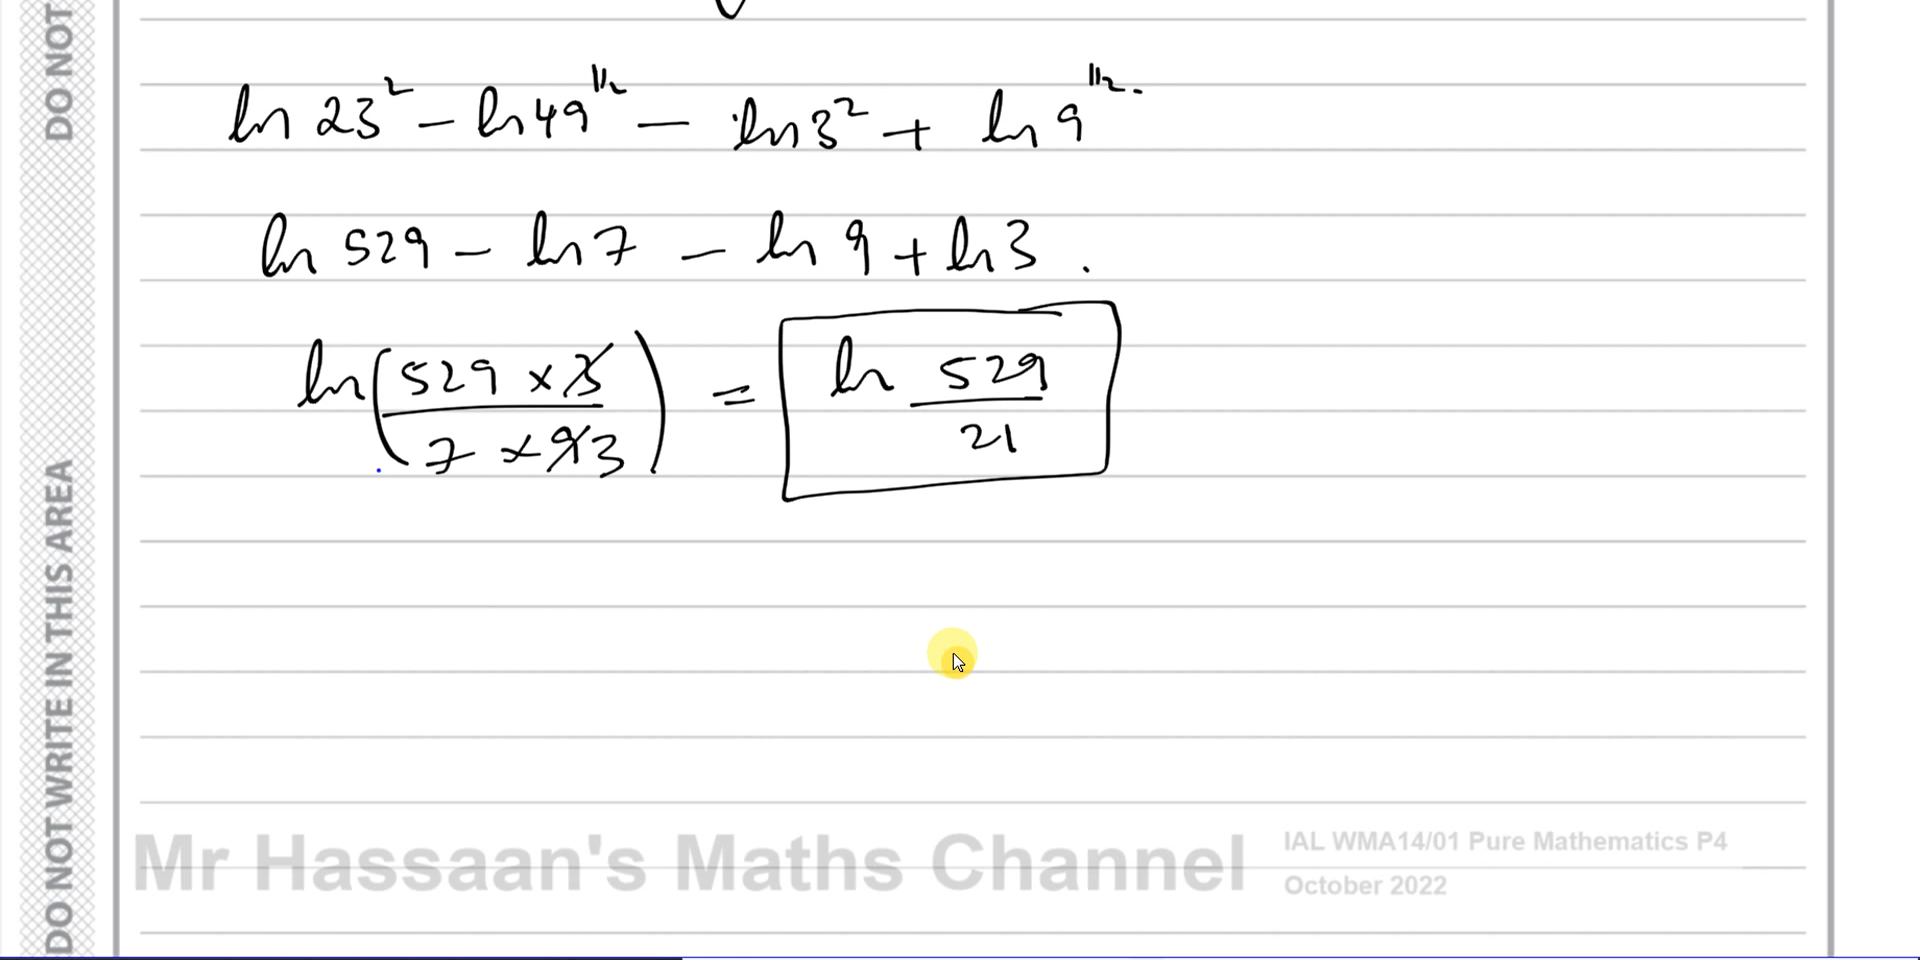 DO NOT
DO NOT WRITE IN THIS AREA
ln 23² − ln 49^1/2 − ln 3² + ln 9^1/2.
ln 529 − ln 7 − ln 9 + ln 3.
ln(529 × 3 / 7 × 9 3) = ln 529/21
Mr Hassaan's Maths Channel
IAL WMA14/01 Pure Mathematics P4
October 2022